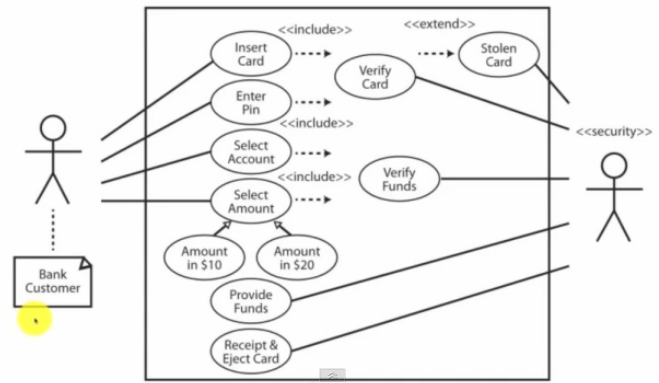 <<include>>
<<extend>>
Insert
Card
Stolen
Card
Verify
Card
Enter
Pin
<<include>>
<<security>>
Select
Account
<<include>>
Verify
Funds
Select
Amount
Amount
in $10
Amount
in $20
Bank
Customer
Provide
Funds
Receipt &
Eject Card